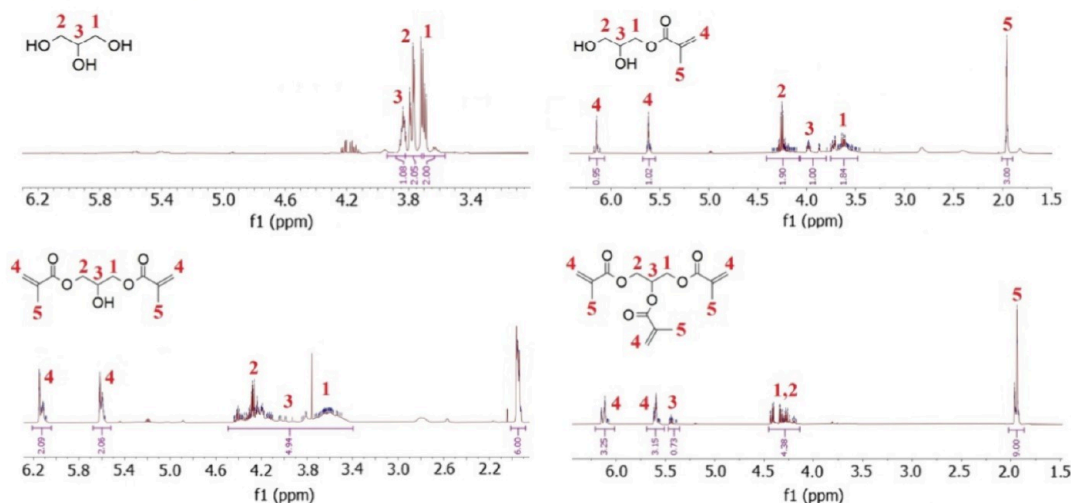 2 3 1
HO OH
OH
2 1
3
1.08 2.05 2.00
6.2 5.8 5.4 5.0 4.6 4.2 3.8 3.4
f1 (ppm)
2 3 1 O 4
HO O
OH 5
5
4 4 2 3 1
0.95 1.02 1.90 1.00 1.84 3.00
6.0 5.5 5.0 4.5 4.0 3.5 3.0 2.5 2.0 1.5
f1 (ppm)
4 O 2 3 1 O 4
O O
5 OH 5
4 4 2 3 1
2.09 2.06 4.94 6.00
6.2 5.8 5.4 5.0 4.6 4.2 3.8 3.4 3.0 2.6 2.2
f1 (ppm)
4 O 2 3 1 O 4
O O
5 O 5
O 5
4
5
4 4 3 1,2
3.25 3.15 0.73 4.38 9.00
6.0 5.5 5.0 4.5 4.0 3.5 3.0 2.5 2.0 1.5
f1 (ppm)